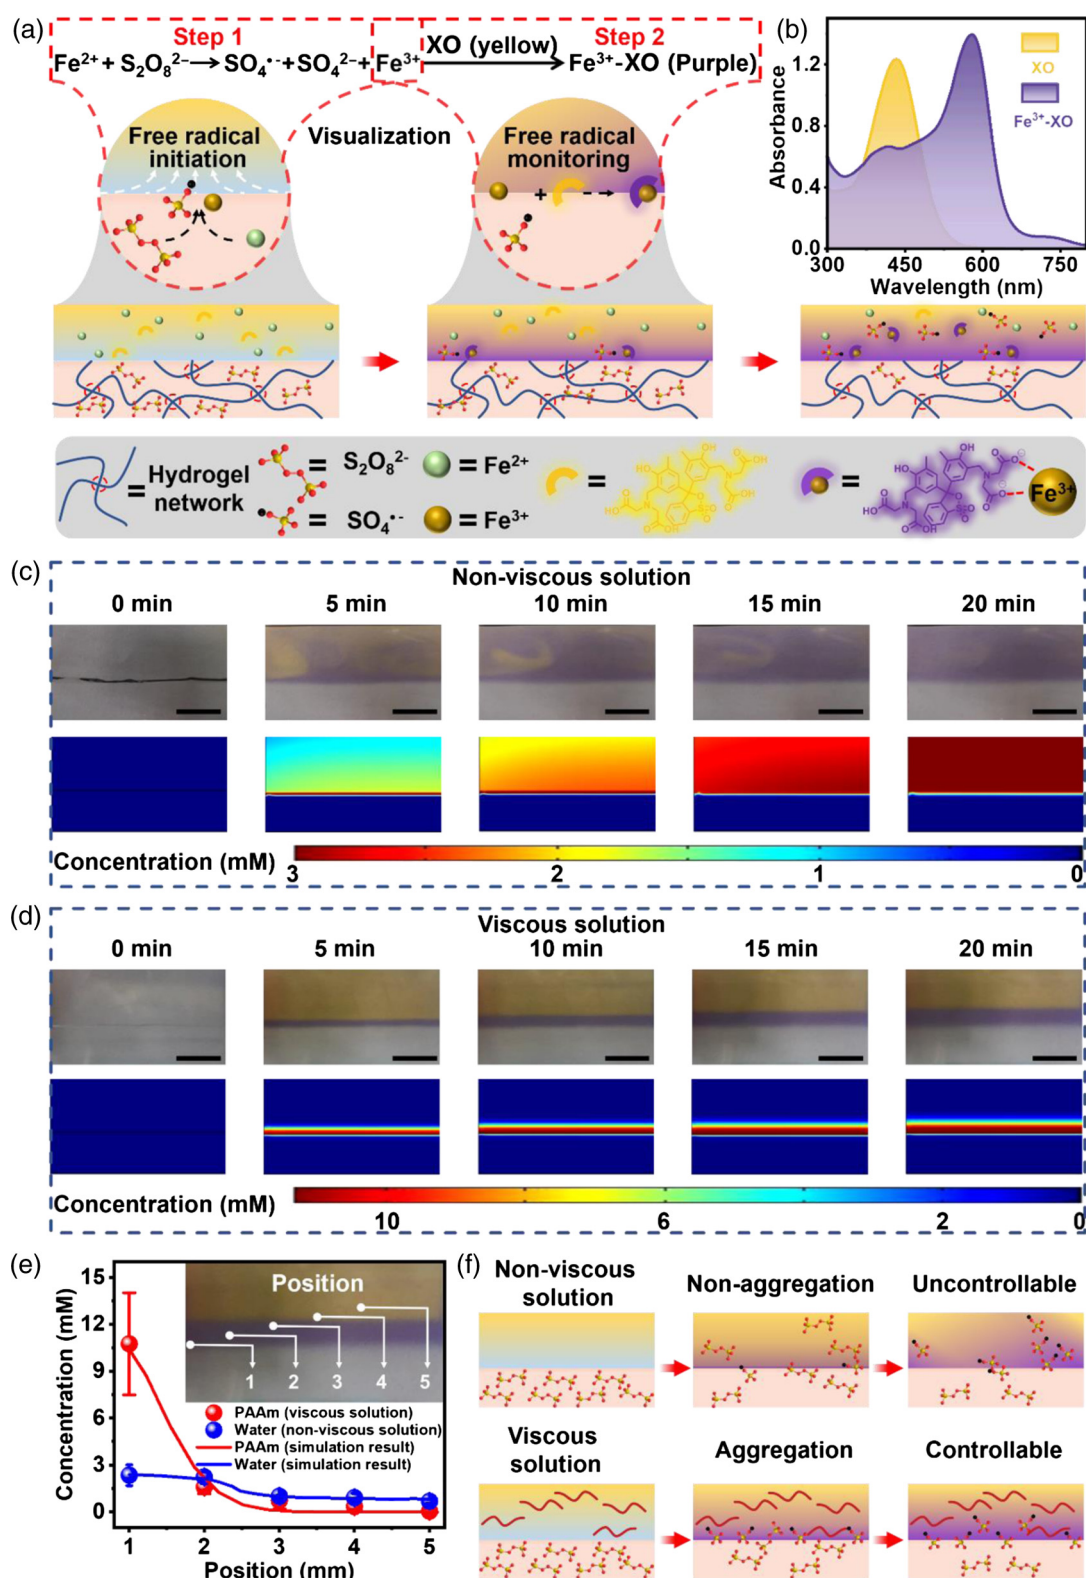 (a)
Step 1
Step 2
Fe²⁺ + S₂O₈²⁻ → SO₄•⁻ + SO₄²⁻ + Fe³⁺
XO (yellow)
Fe³⁺-XO (Purple)
Free radical
initiation
Visualization
Free radical
monitoring
+
(b)
Absorbance
1.2
0.8
0.4
0.0
XO
Fe³⁺-XO
300 450 600 750
Wavelength (nm)
= Hydrogel
network
= S₂O₈²⁻
= SO₄•⁻
= Fe²⁺
= Fe³⁺
=
=
Fe³⁺
(c)
Non-viscous solution
0 min 5 min 10 min 15 min 20 min
Concentration (mM)
3 2 1 0
(d)
Viscous solution
0 min 5 min 10 min 15 min 20 min
Concentration (mM)
10 6 2 0
(e)
Concentration (mM)
15
12
9
6
3
0
Position
1 2 3 4 5
PAAm (viscous solution)
Water (non-viscous solution)
PAAm (simulation result)
Water (simulation result)
1 2 3 4 5
Position (mm)
(f)
Non-viscous
solution
Non-aggregation
Uncontrollable
Viscous
solution
Aggregation
Controllable